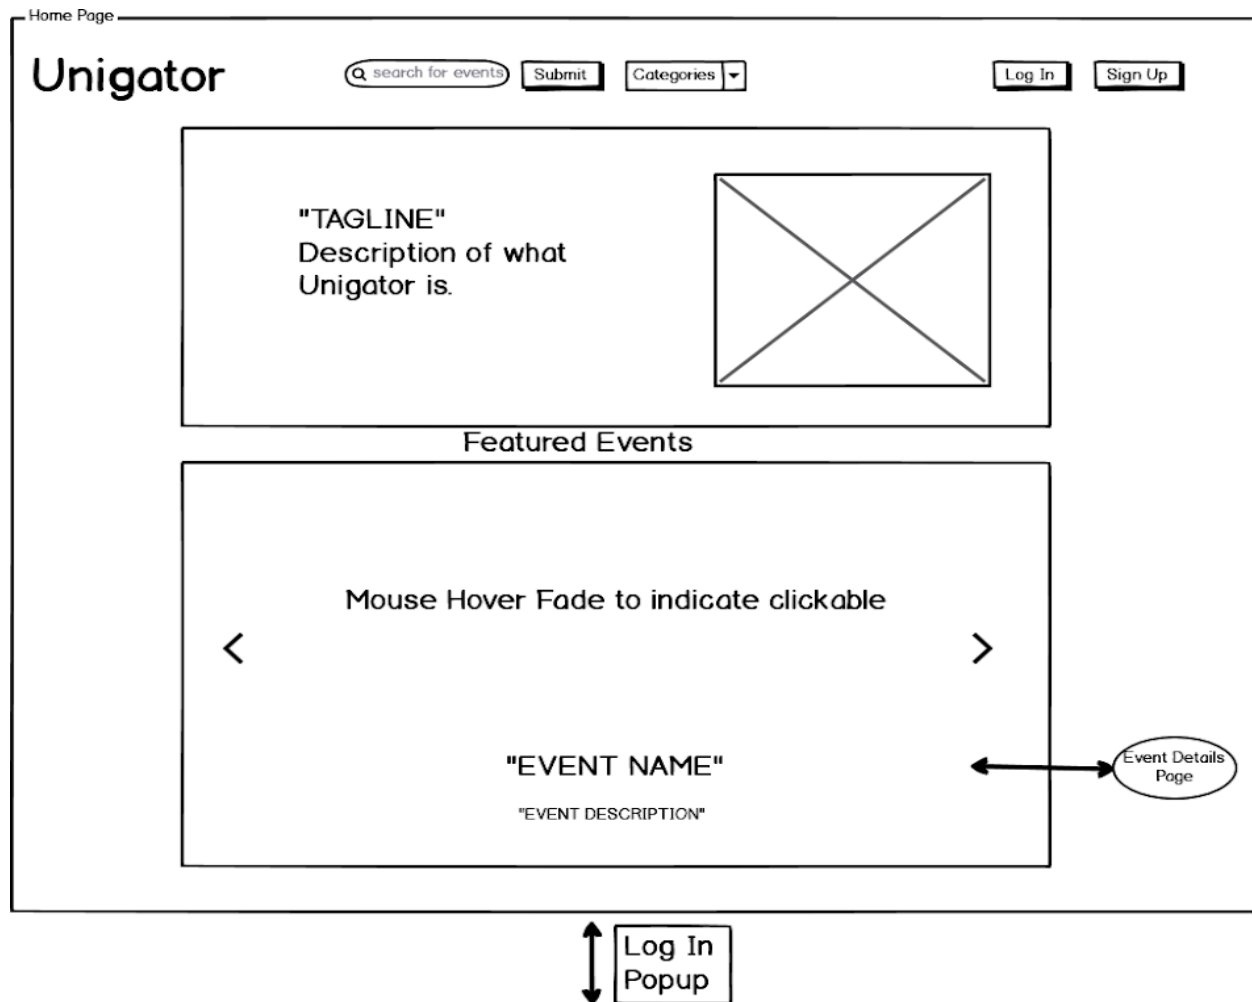 Home Page
Unigator
search for events
Submit
Categories
Log In
Sign Up
"TAGLINE"
Description of what
Unigator is.
Featured Events
Mouse Hover Fade to indicate clickable
"EVENT NAME"
"EVENT DESCRIPTION"
Event Details
Page
Log In
Popup